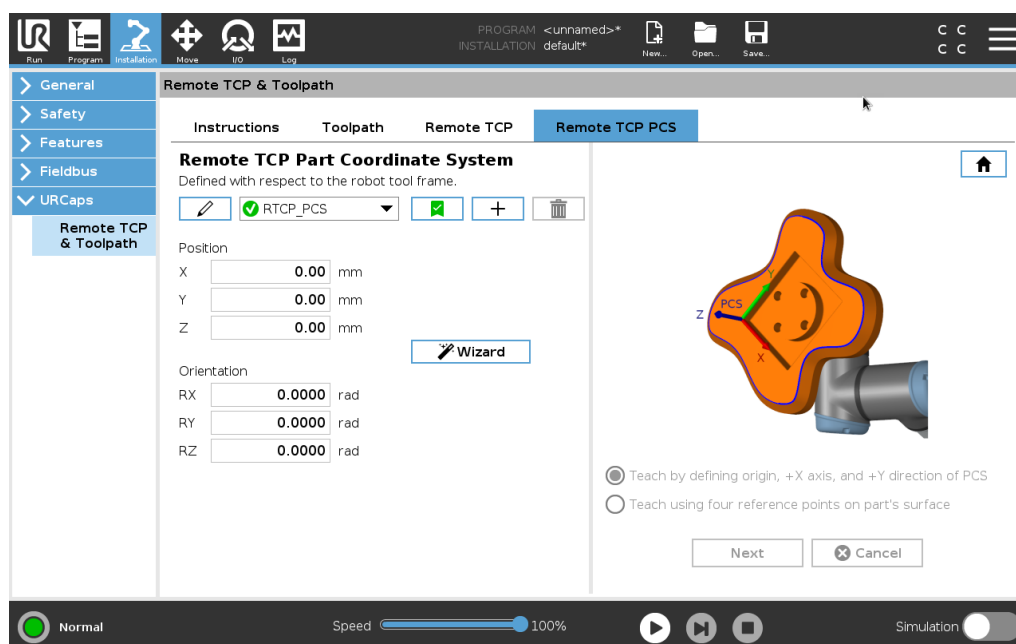 PROGRAM <unnamed>*
INSTALLATION default*
UR
Run Program Installation Move I/O Log New... Open... Save...
C C
C C
General
Safety
Features
Fieldbus
URCaps
Remote TCP
& Toolpath
Remote TCP & Toolpath
Instructions Toolpath Remote TCP Remote TCP PCS
Remote TCP Part Coordinate System
Defined with respect to the robot tool frame.
RTCP_PCS
Position
X 0.00 mm
Y 0.00 mm
Z 0.00 mm
Wizard
Orientation
RX 0.0000 rad
RY 0.0000 rad
RZ 0.0000 rad
Y
PCS
Z
X
Teach by defining origin, +X axis, and +Y direction of PCS
Teach using four reference points on part's surface
Next Cancel
Normal Speed 100% Simulation